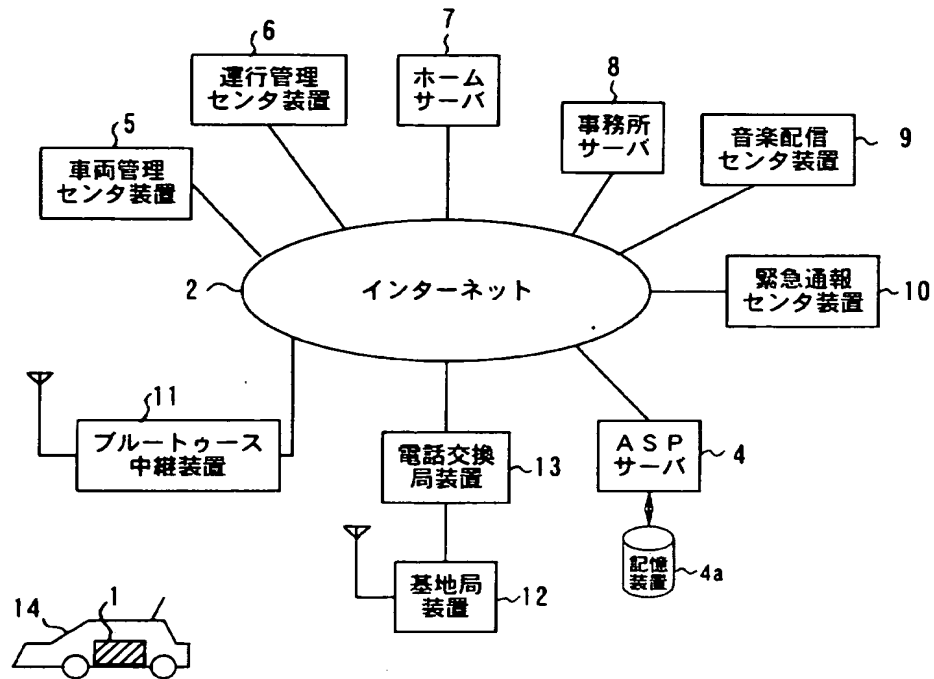 7
6
ホーム
サーバ
運行管理
センタ装置
8
事務所
サーバ
5
車両管理
センタ装置
音楽配信
センタ装置
9
2
インターネット
緊急通報
センタ装置
10
11
ブルートゥース
中継装置
電話交換
局装置
13
ASP
サーバ
4
記憶
装置
4a
基地局
装置
12
14
1